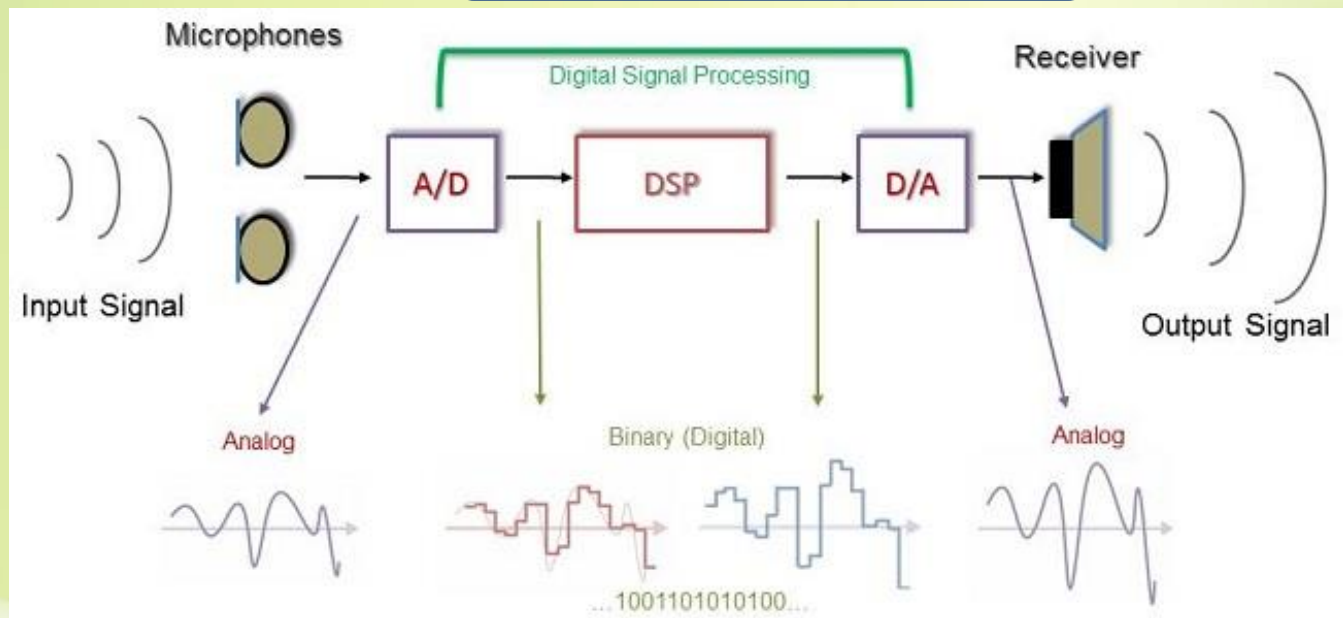 Microphones
Digital Signal Processing
Receiver
A/D
DSP
D/A
Input Signal
Output Signal
Analog
Binary (Digital)
Analog
...1001101010100...